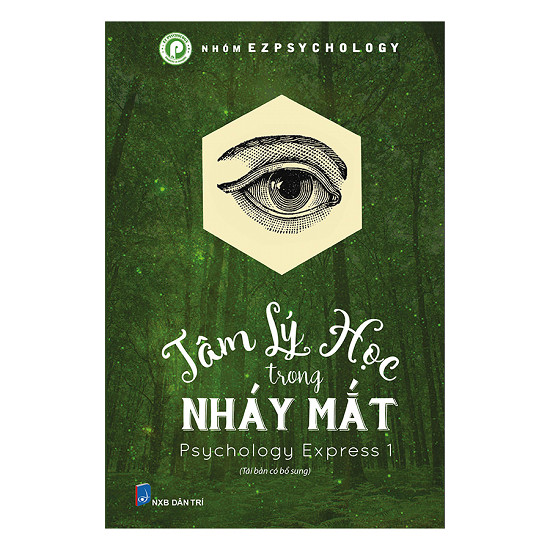 NHÓM EZPSYCHOLOGY
Tâm Lý Học
trong
NHÁY MẮT
Psychology Express 1
(Tái bản có bổ sung)
NXB DÂN TRÍ